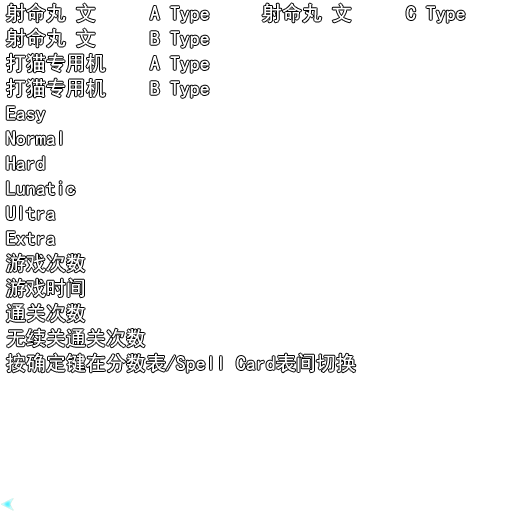 射命丸 文 A Type 射命丸 文 C Type
射命丸 文 B Type
打猫专用机 A Type
打猫专用机 B Type
Easy
Normal
Hard
Lunatic
Ultra
Extra
游戏次数
游戏时间
通关次数
无续关通关次数
按确定键在分数表/Spell Card表间切换